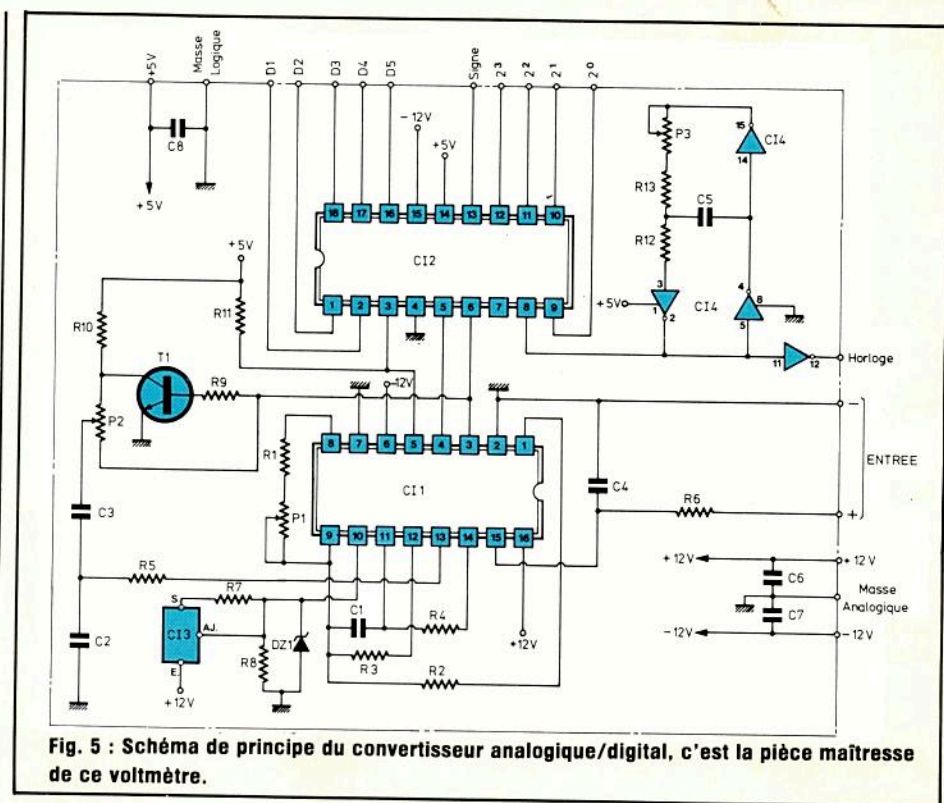 +5V
Masse
Logique
D1
D2
D3
D4
D5
Signe
2³
2²
2¹
2⁰
C8
+5V
-12V
+5V
18 17 16 15 14 13 12 11 10
CI2
1 2 3 4 5 6 7 8 9
P3
R13
R12
C5
15
CI4
14
3
+5V
1
2
CI4
4
8
5
11
12
Horloge
+5V
R10
R11
T1
R9
P2
-12V
C3
R5
C2
8 7 6 5 4 3 2 1
CI1
9 10 11 12 13 14 15 16
R1
P1
C4
R6
-
ENTREE
+
S
R7
CI3
AJ.
E.
+12V
R8
DZ1
C1
R4
R3
R2
+12V
+12V
+12V
C6
Masse
Analogique
C7
-12V
-12V
Fig. 5 : Schéma de principe du convertisseur analogique/digital, c'est la pièce maîtresse
de ce voltmètre.